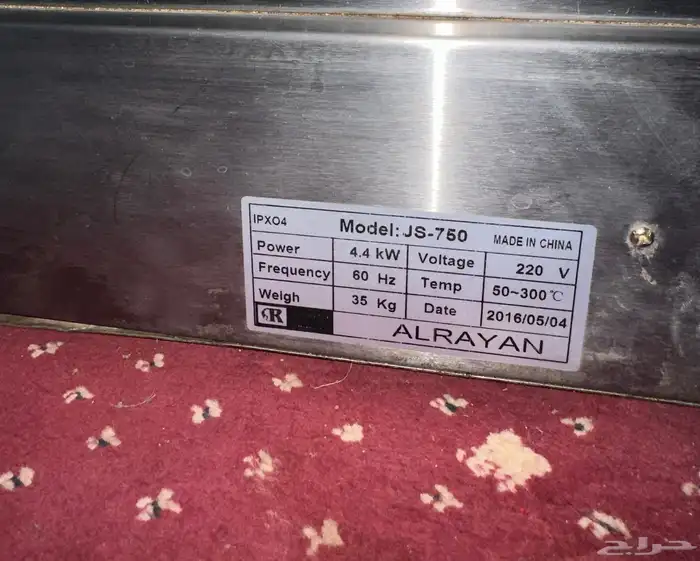 IPXO4 Model: JS-750 MADE IN CHINA
Power 4.4 kW Voltage 220 V
Frequency 60 Hz Temp 50~300℃
Weigh 35 Kg Date 2016/05/04
R ALRAYAN
حراج